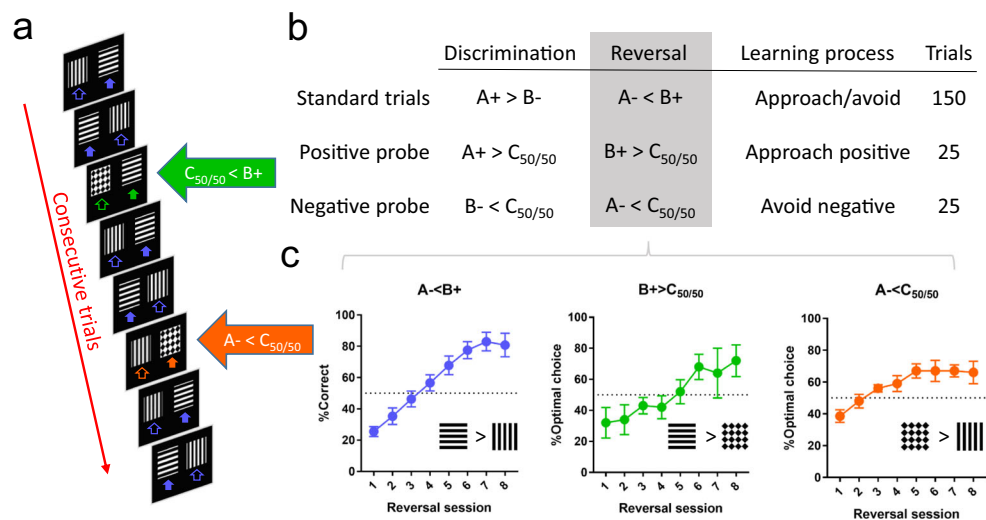 a
C50/50 < B+
A- < C50/50
Consecutive trials
b
Discrimination Reversal Learning process Trials
Standard trials A+ > B- A- < B+ Approach/avoid 150
Positive probe A+ > C50/50 B+ > C50/50 Approach positive 25
Negative probe B- < C50/50 A- < C50/50 Avoid negative 25
c
A-<B+
%Correct
100
80
60
40
20
0
>
1 2 3 4 5 6 7 8
Reversal session
B+>C50/50
%Optimal choice
100
80
60
40
20
0
>
1 2 3 4 5 6 7 8
Reversal session
A-<C50/50
%Optimal choice
100
80
60
40
20
0
>
1 2 3 4 5 6 7 8
Reversal session